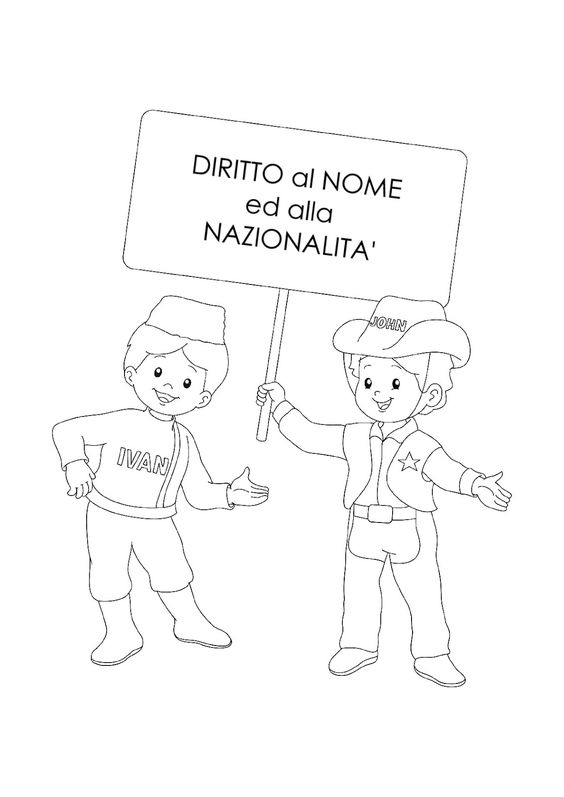 DIRITTO al NOME
ed alla
NAZIONALITA'
JOHN
IVAN